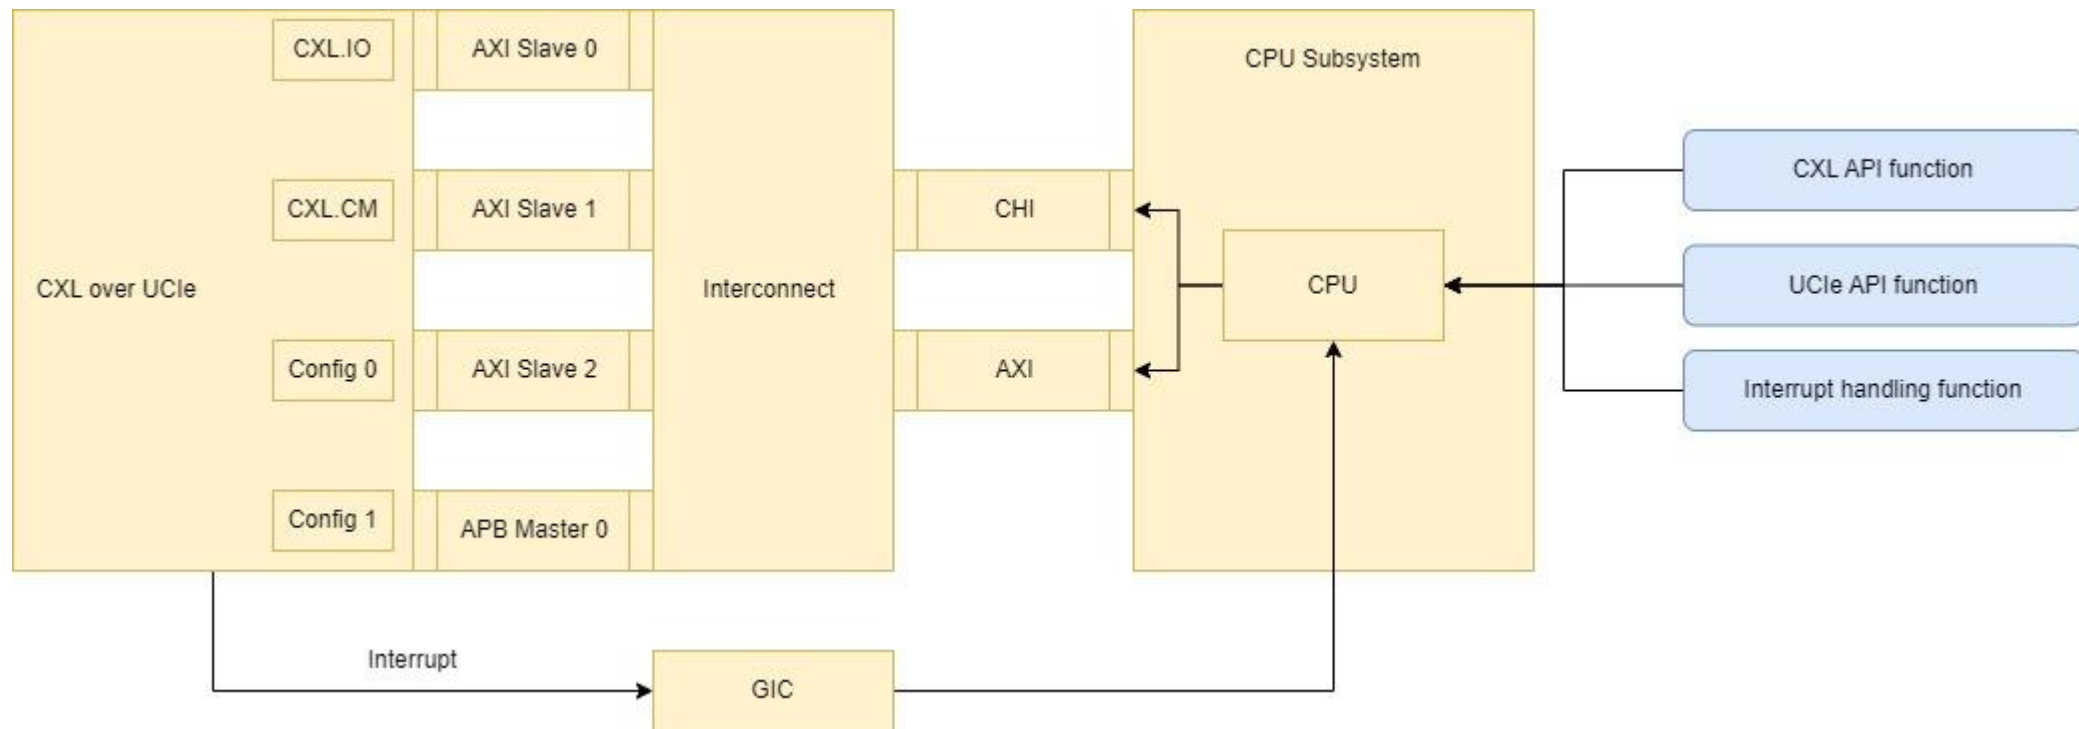 CXL.IO
AXI Slave 0
CPU Subsystem
CXL API function
CXL.CM
AXI Slave 1
CHI
CXL over UCIe
Interconnect
CPU
UCIe API function
Config 0
AXI Slave 2
AXI
Interrupt handling function
Config 1
APB Master 0
Interrupt
GIC